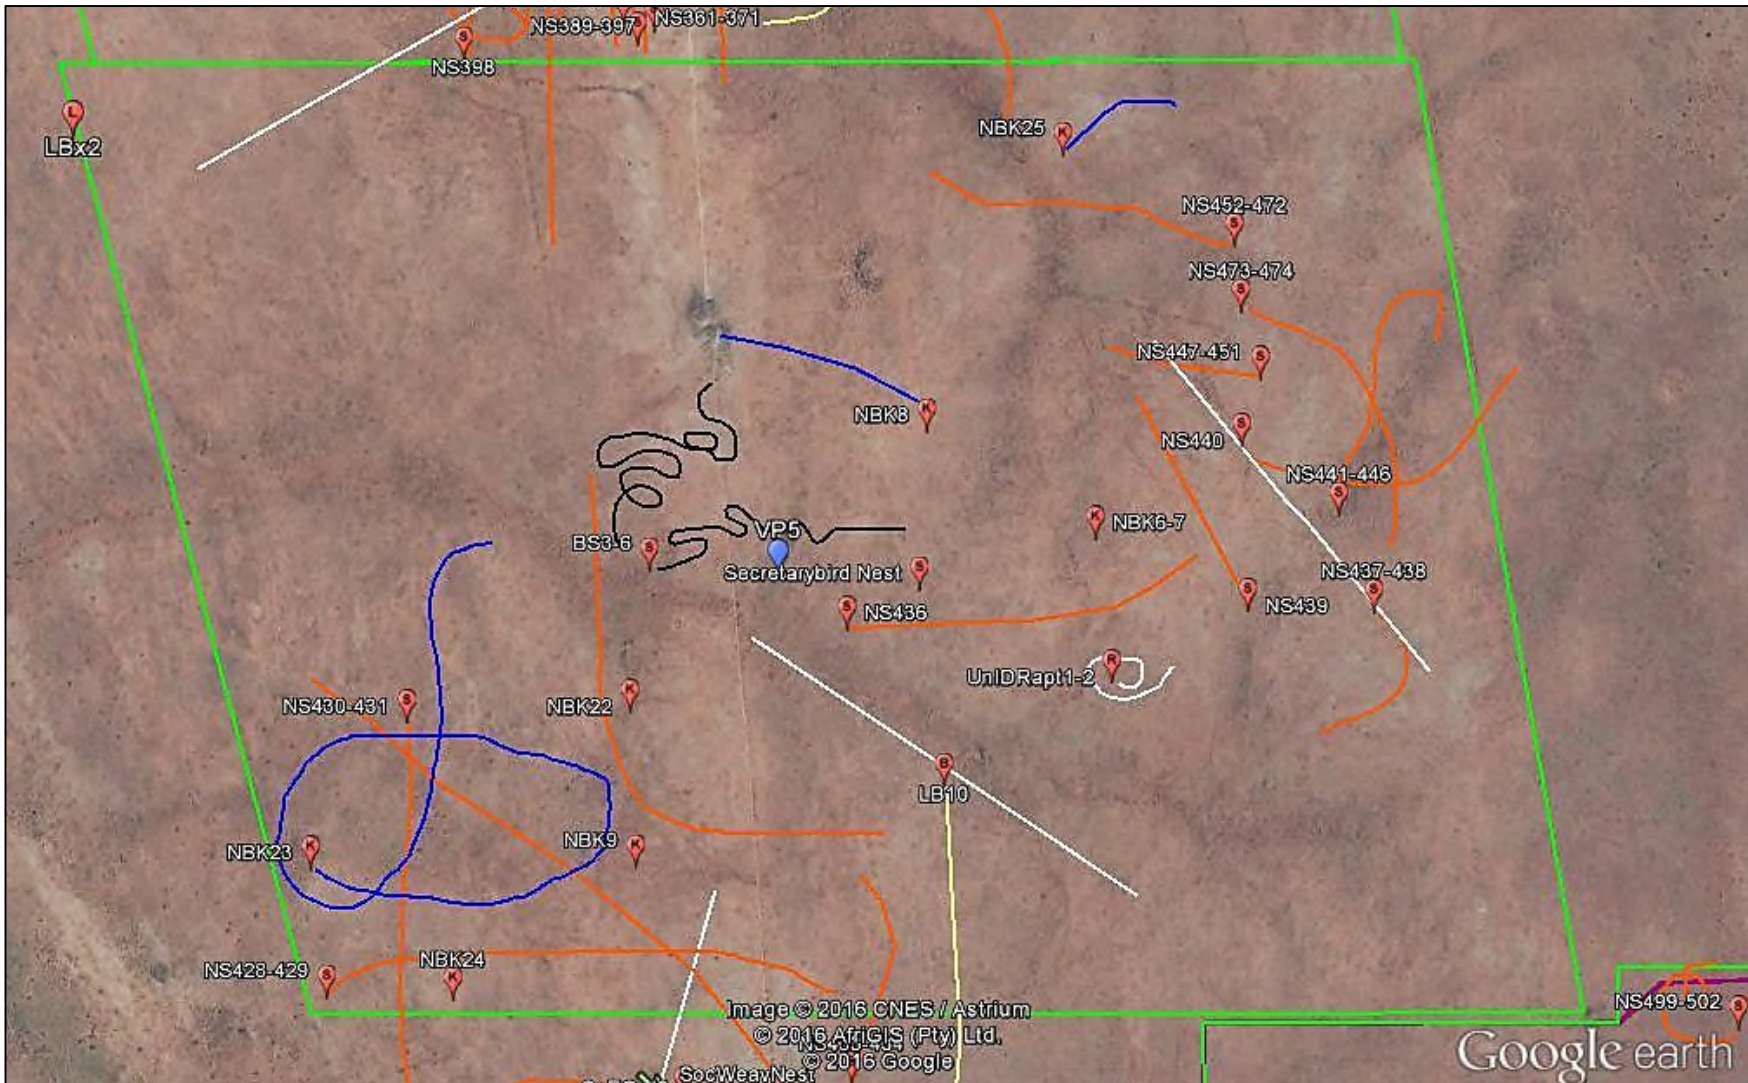 NS389-397
NS361-371
NS398
LBx2
NBK25
NS452-472
NS473-474
NS447-451
NBK8
NS440
NS441-446
NBK6-7
BS3-6
VP5
Secretarybird Nest
NS437-438
NS436
NS439
UnIDRapt1-2
NS430-431
NBK22
LB10
NBK23
NBK9
NS428-429
NBK24
NS499-502
Image © 2016 CNES / Astrium
© 2016 AfriGIS (Pty) Ltd.
© 2016 Google
SocWeavNest
Google earth